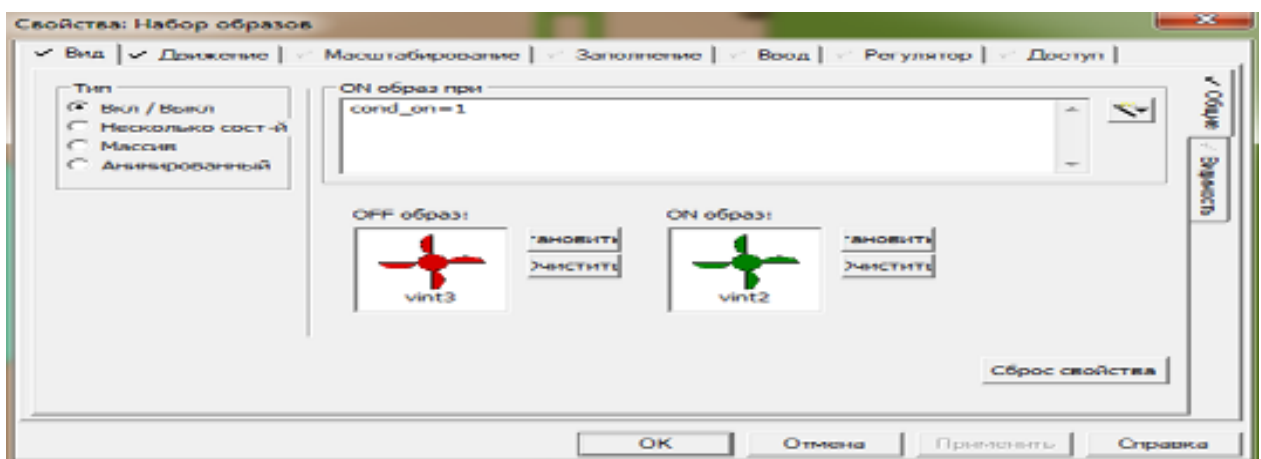 Свойства: Набор образов
Вид Движение Масштабирование Заполнение Ввод Регулятор Доступ
Тип
Вкл / Выкл
Несколько сост-й
Массив
Анимированный
ON образ при
cond_on=1
Общие
Видимость
OFF образ:
ON образ:
тановить
Очистить
тановить
Очистить
vint3
vint2
Сброс свойства
OK Отмена Применить Справка